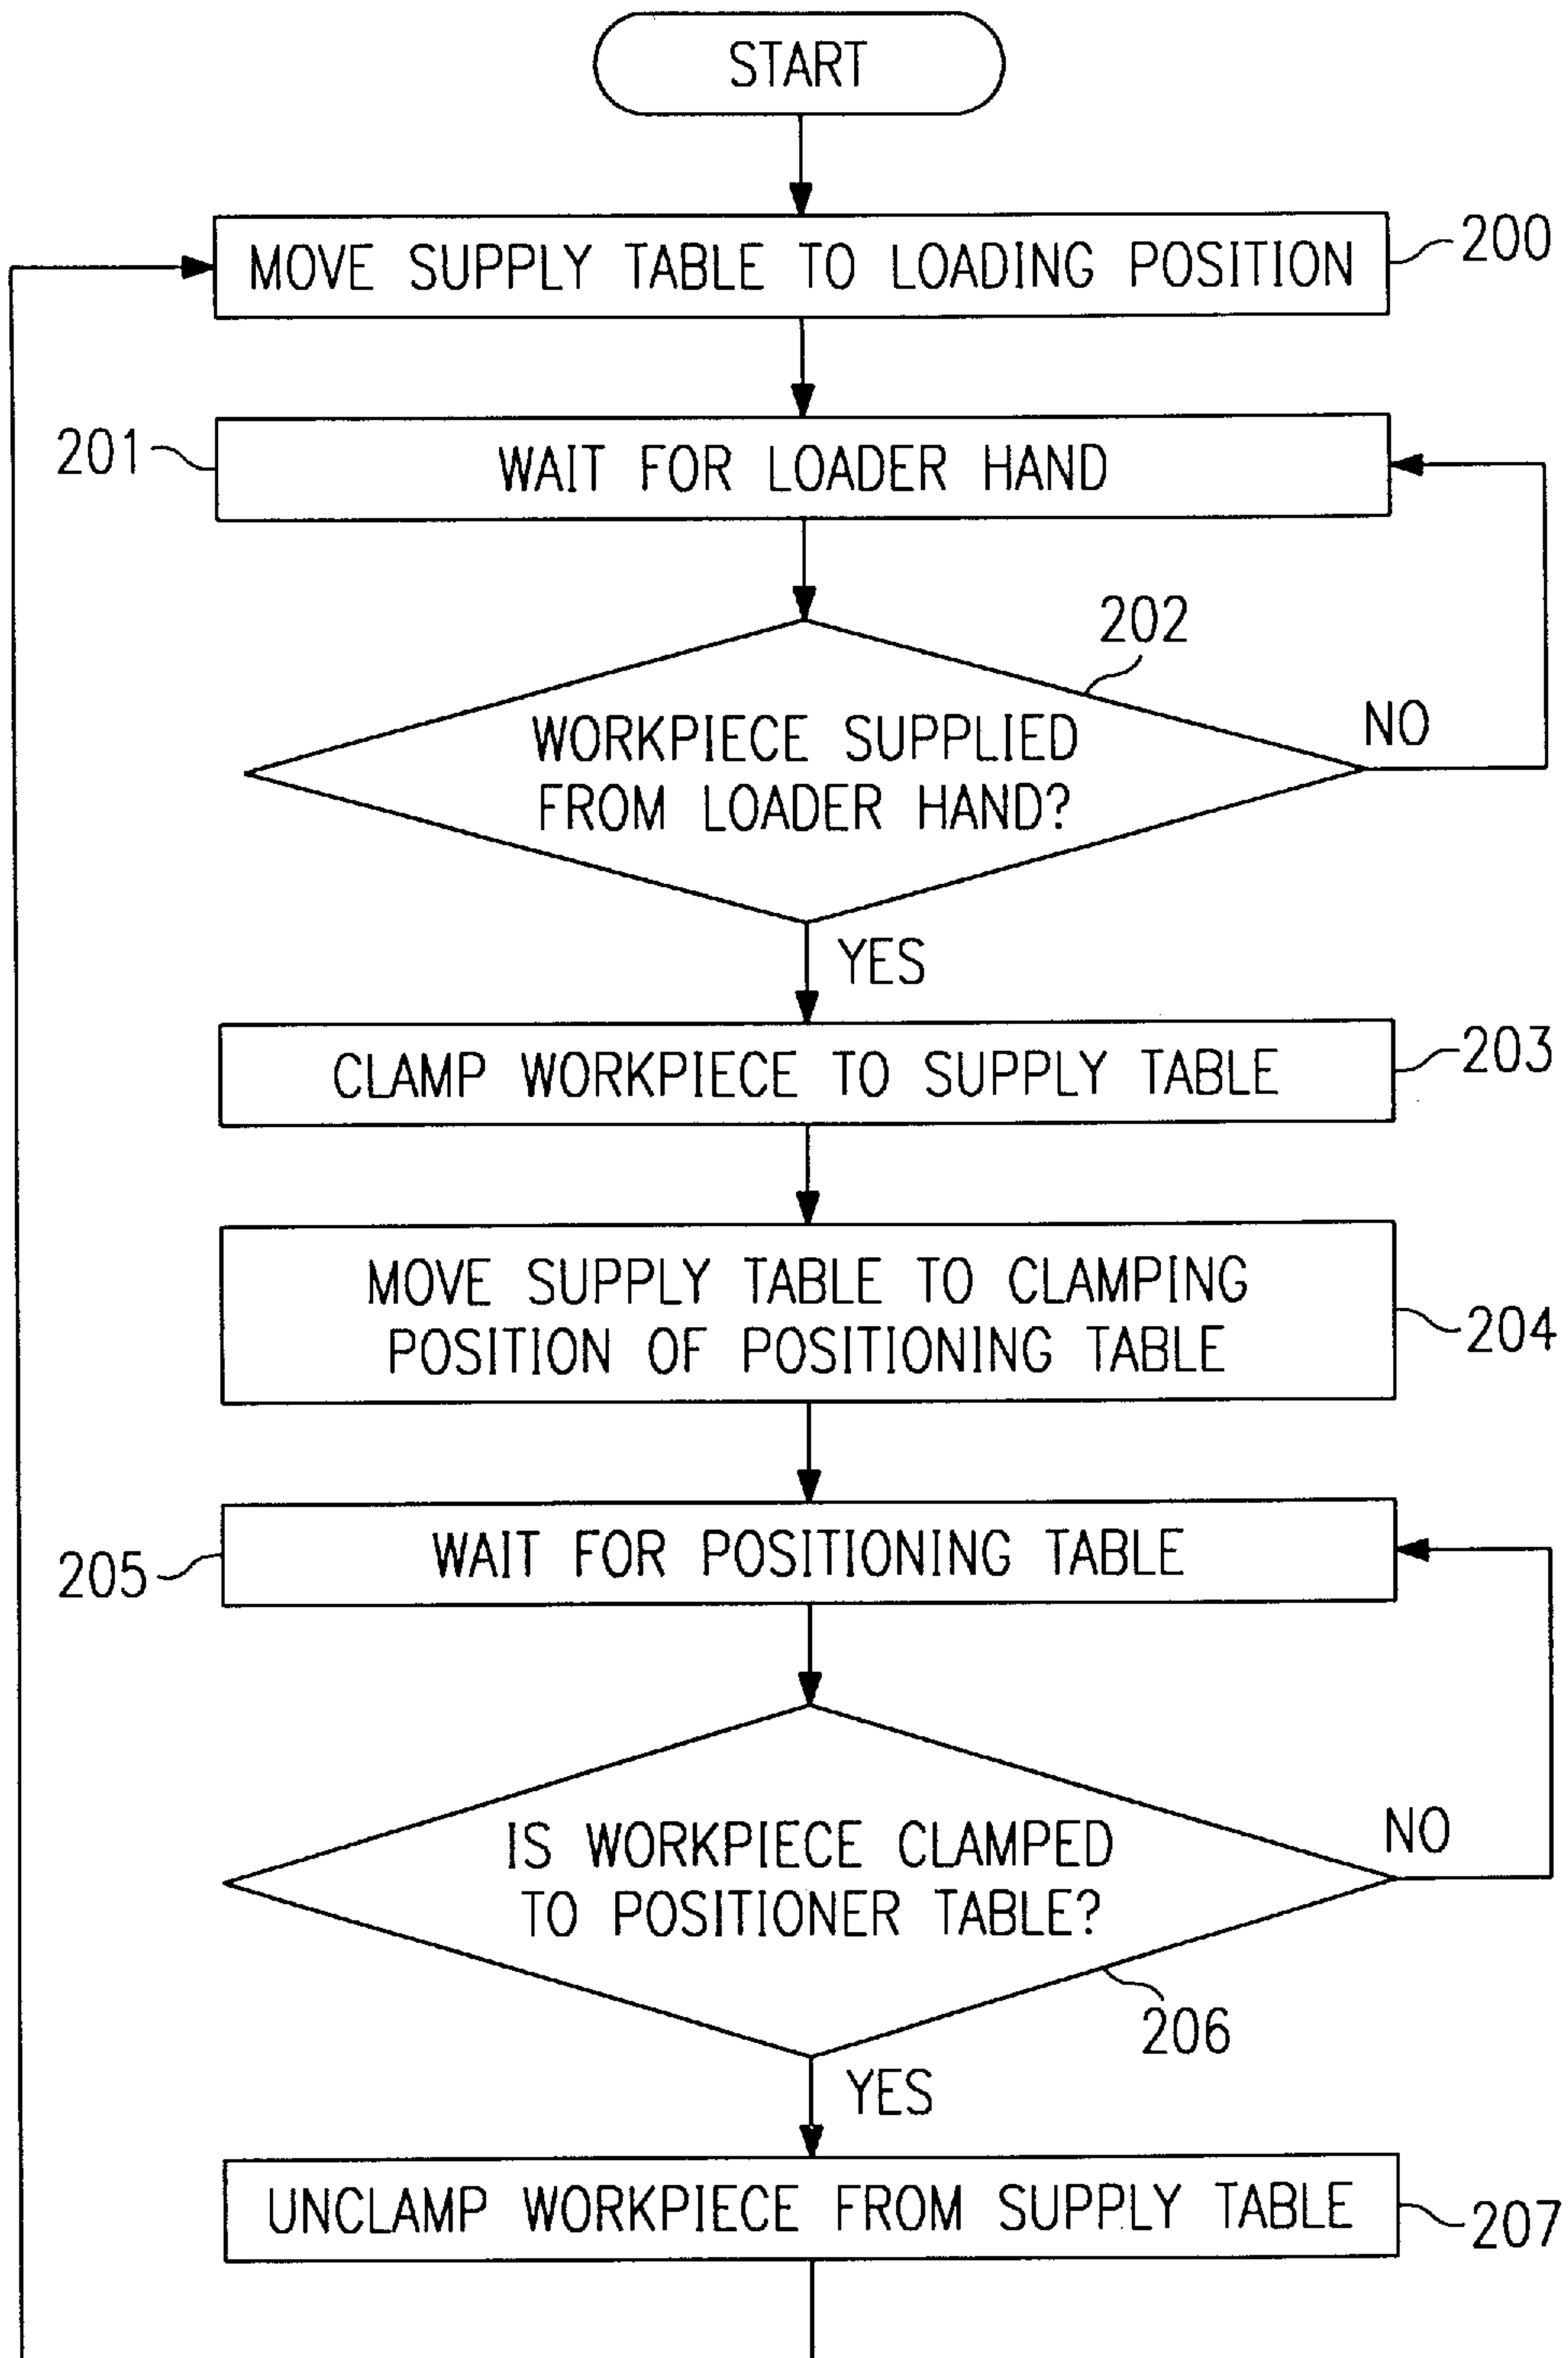 START
MOVE SUPPLY TABLE TO LOADING POSITION
200
201
WAIT FOR LOADER HAND
202
WORKPIECE SUPPLIED
FROM LOADER HAND?
NO
YES
CLAMP WORKPIECE TO SUPPLY TABLE
203
MOVE SUPPLY TABLE TO CLAMPING
POSITION OF POSITIONING TABLE
204
205
WAIT FOR POSITIONING TABLE
IS WORKPIECE CLAMPED
TO POSITIONER TABLE?
NO
206
YES
UNCLAMP WORKPIECE FROM SUPPLY TABLE
207